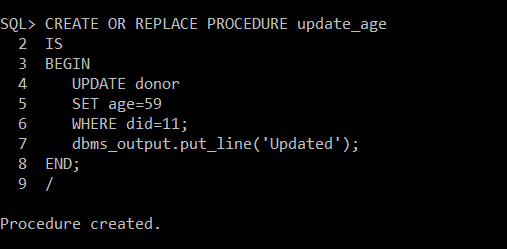 SQL> CREATE OR REPLACE PROCEDURE update_age
  2  IS
  3  BEGIN
  4     UPDATE donor
  5     SET age=59
  6     WHERE did=11;
  7     dbms_output.put_line('Updated');
  8  END;
  9  /
Procedure created.